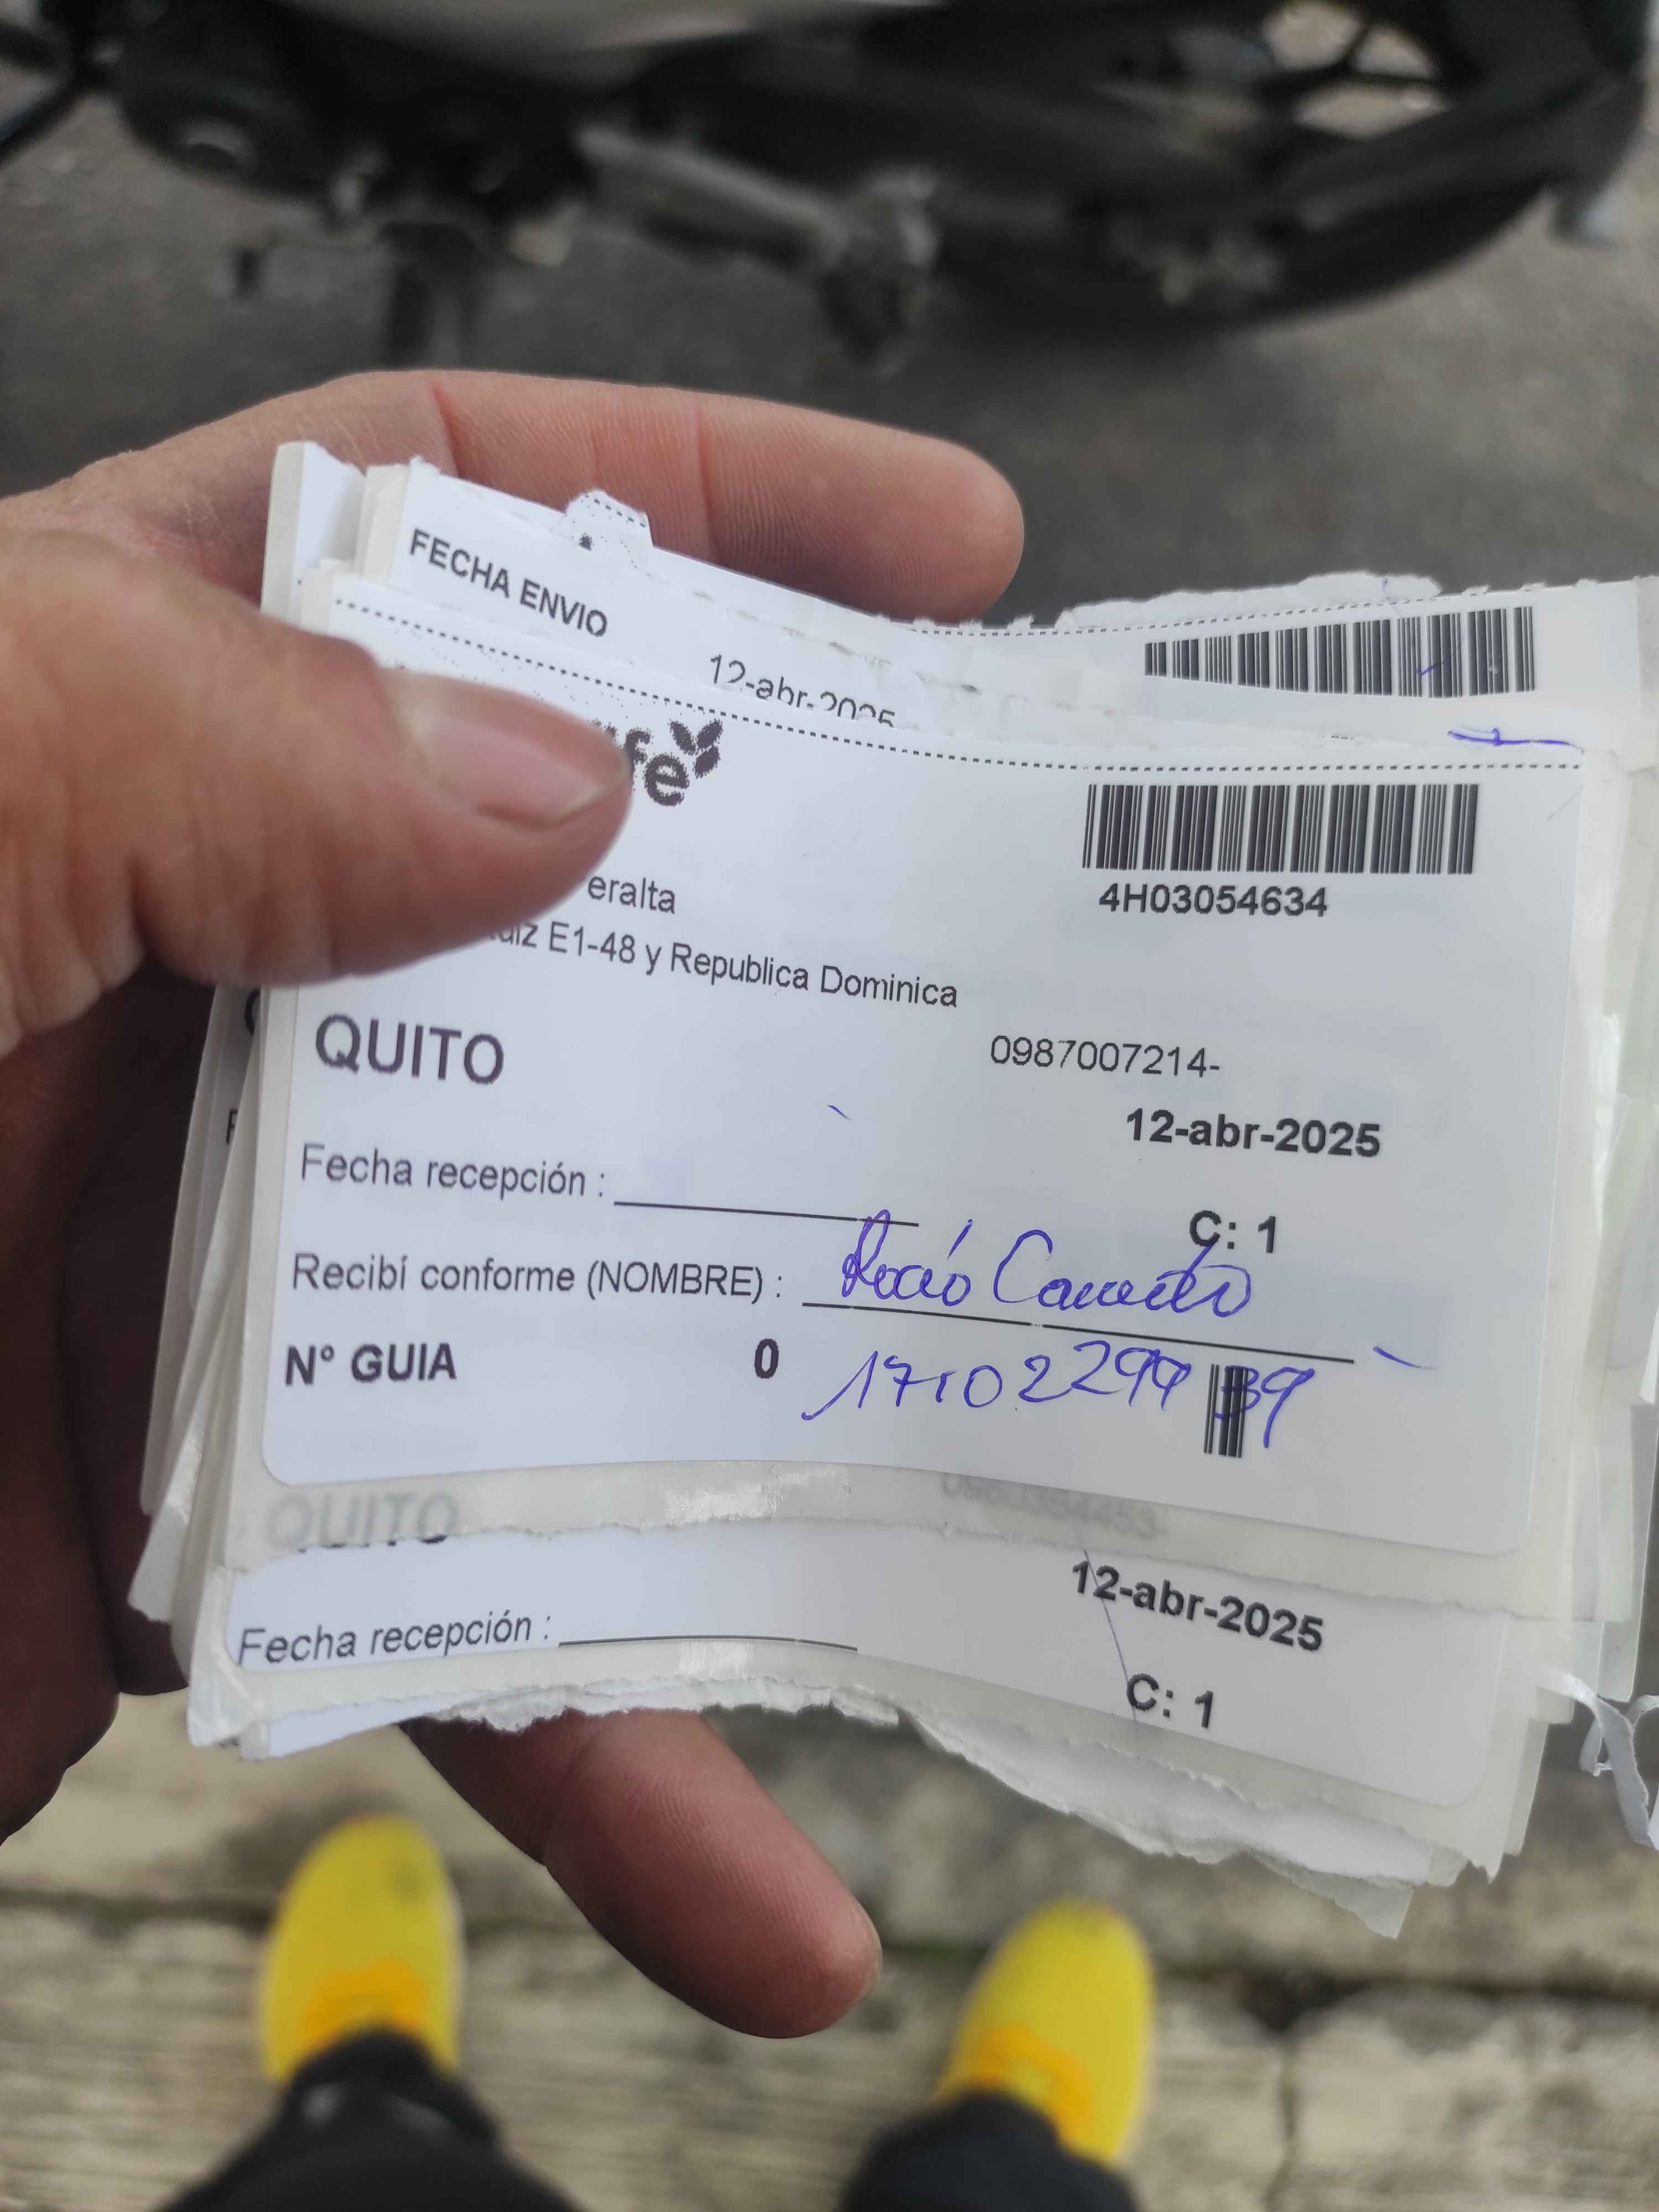 FECHA ENVIO
12-abr-2025
fe
4H03054634
eralta
E1-48 y Republica Dominica
QUITO
0987007214-
12-abr-2025
Fecha recepción :
C: 1
Recibí conforme (NOMBRE) : Rocío
N° GUIA 0
QUITO
12-abr-2025
Fecha recepción :
C: 1